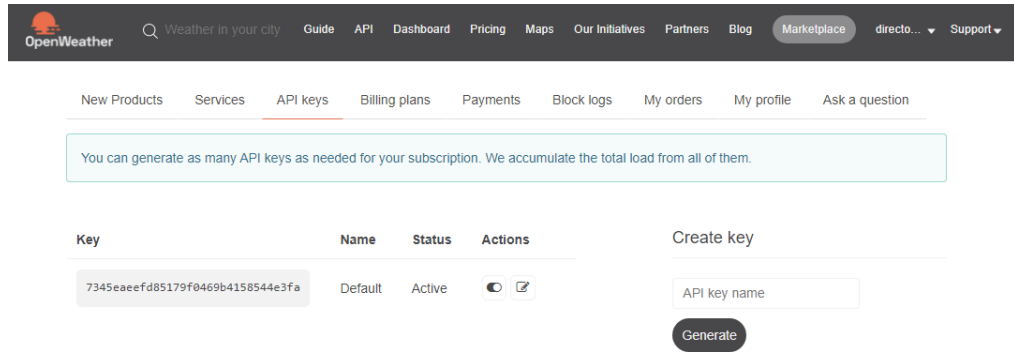 OpenWeather
Weather in your city Guide API Dashboard Pricing Maps Our Initiatives Partners Blog Marketplace directo... Support
New Products Services API keys Billing plans Payments Block logs My orders My profile Ask a question
You can generate as many API keys as needed for your subscription. We accumulate the total load from all of them.
Key Name Status Actions
7345eaeefd85179f0469b4158544e3fa Default Active
Create key
API key name
Generate